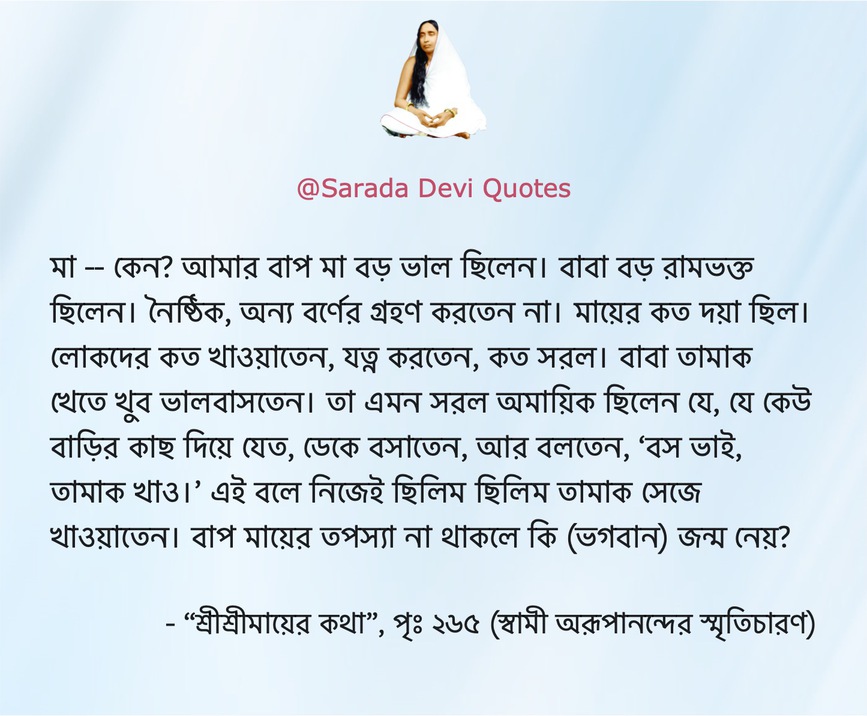 @Sarada Devi Quotes
মা -- কেন? আমার বাপ মা বড় ভাল ছিলেন। বাবা বড় রামভক্ত
ছিলেন। নৈষ্ঠিক, অন্য বর্ণের গ্রহণ করতেন না। মায়ের কত দয়া ছিল।
লোকদের কত খাওয়াতেন, যত্ন করতেন, কত সরল। বাবা তামাক
খেতে খুব ভালবাসতেন। তা এমন সরল অমায়িক ছিলেন যে, যে কেউ
বাড়ির কাছ দিয়ে যেত, ডেকে বসাতেন, আর বলতেন, ‘বস ভাই,
তামাক খাও।’ এই বলে নিজেই ছিলিম ছিলিম তামাক সেজে
খাওয়াতেন। বাপ মায়ের তপস্যা না থাকলে কি (ভগবান) জন্ম নেয়?
- “শ্রীশ্রীমায়ের কথা”, পৃঃ ২৬৫ (স্বামী অরূপানন্দের স্মৃতিচারণ)